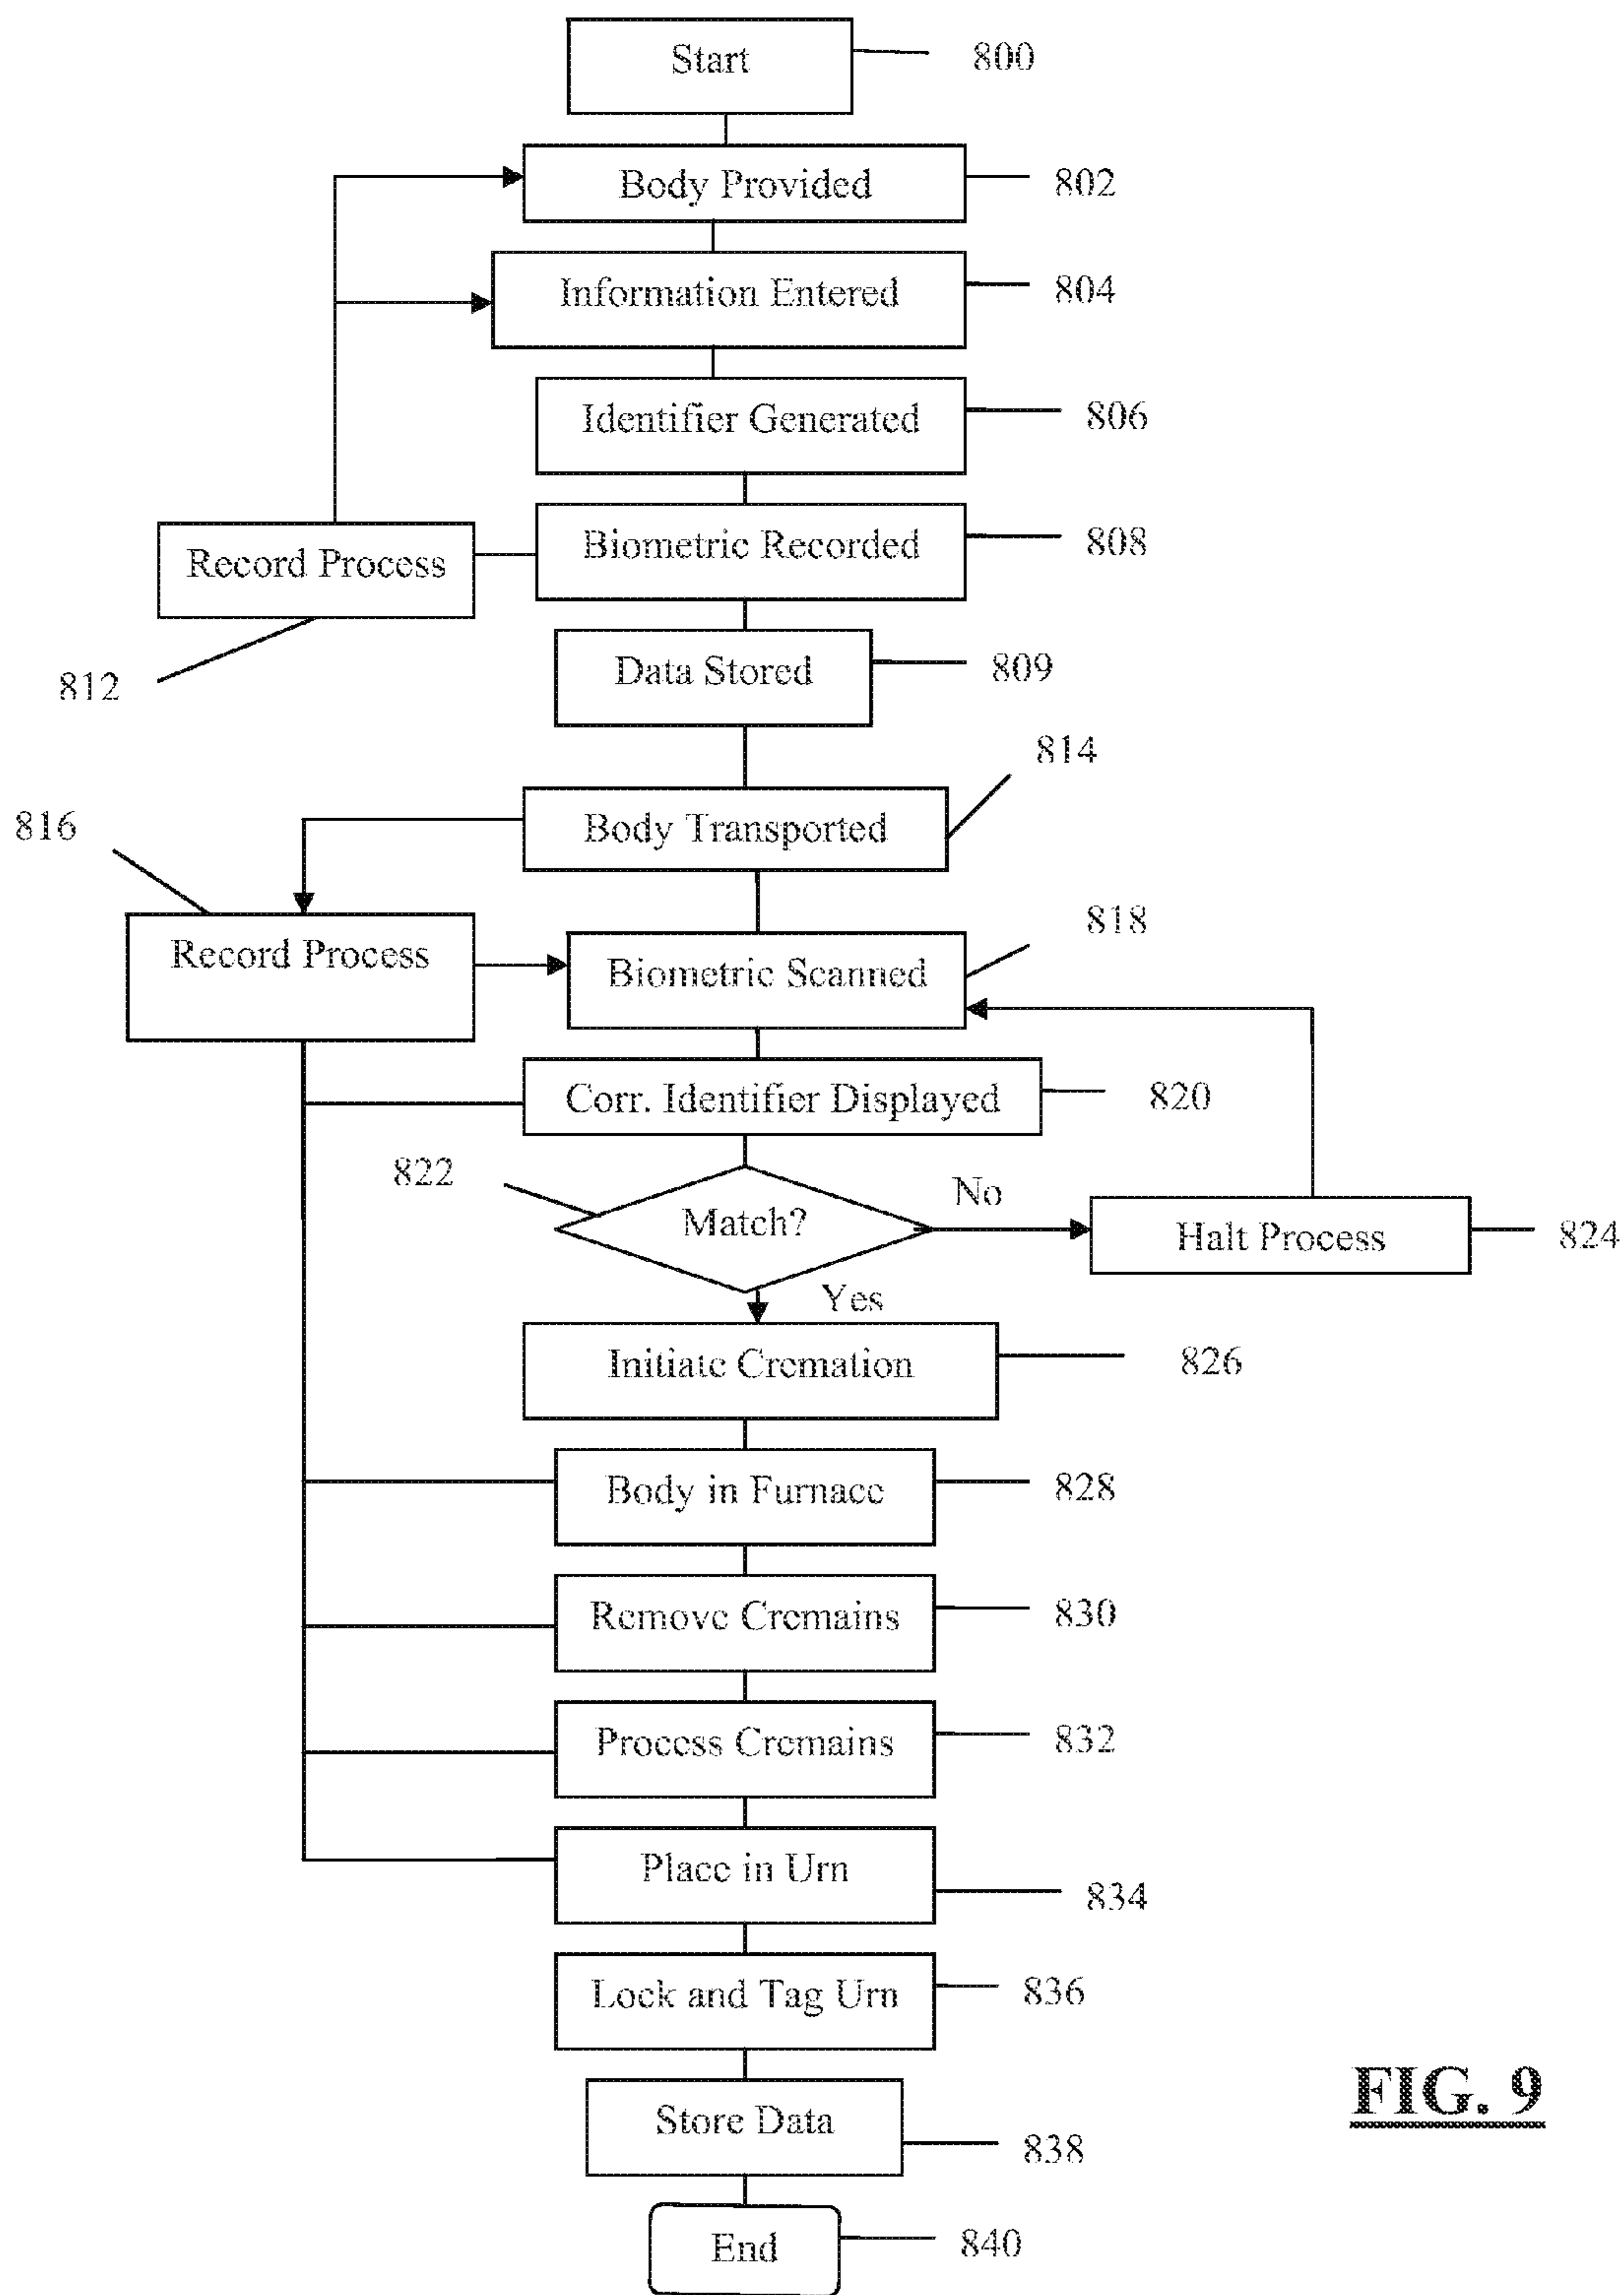 Start
800
Body Provided
802
Information Entered
804
Identifier Generated
806
Biometric Recorded
808
Record Process
812
Data Stored
809
814
Body Transported
816
Record Process
818
Biometric Scanned
Corr. Identifier Displayed
820
822
Match?
No
Halt Process
824
Yes
Initiate Cremation
826
Body in Furnace
828
Remove Cremains
830
Process Cremains
832
Place in Urn
834
Lock and Tag Urn
836
Store Data
838
End
840
FIG. 9